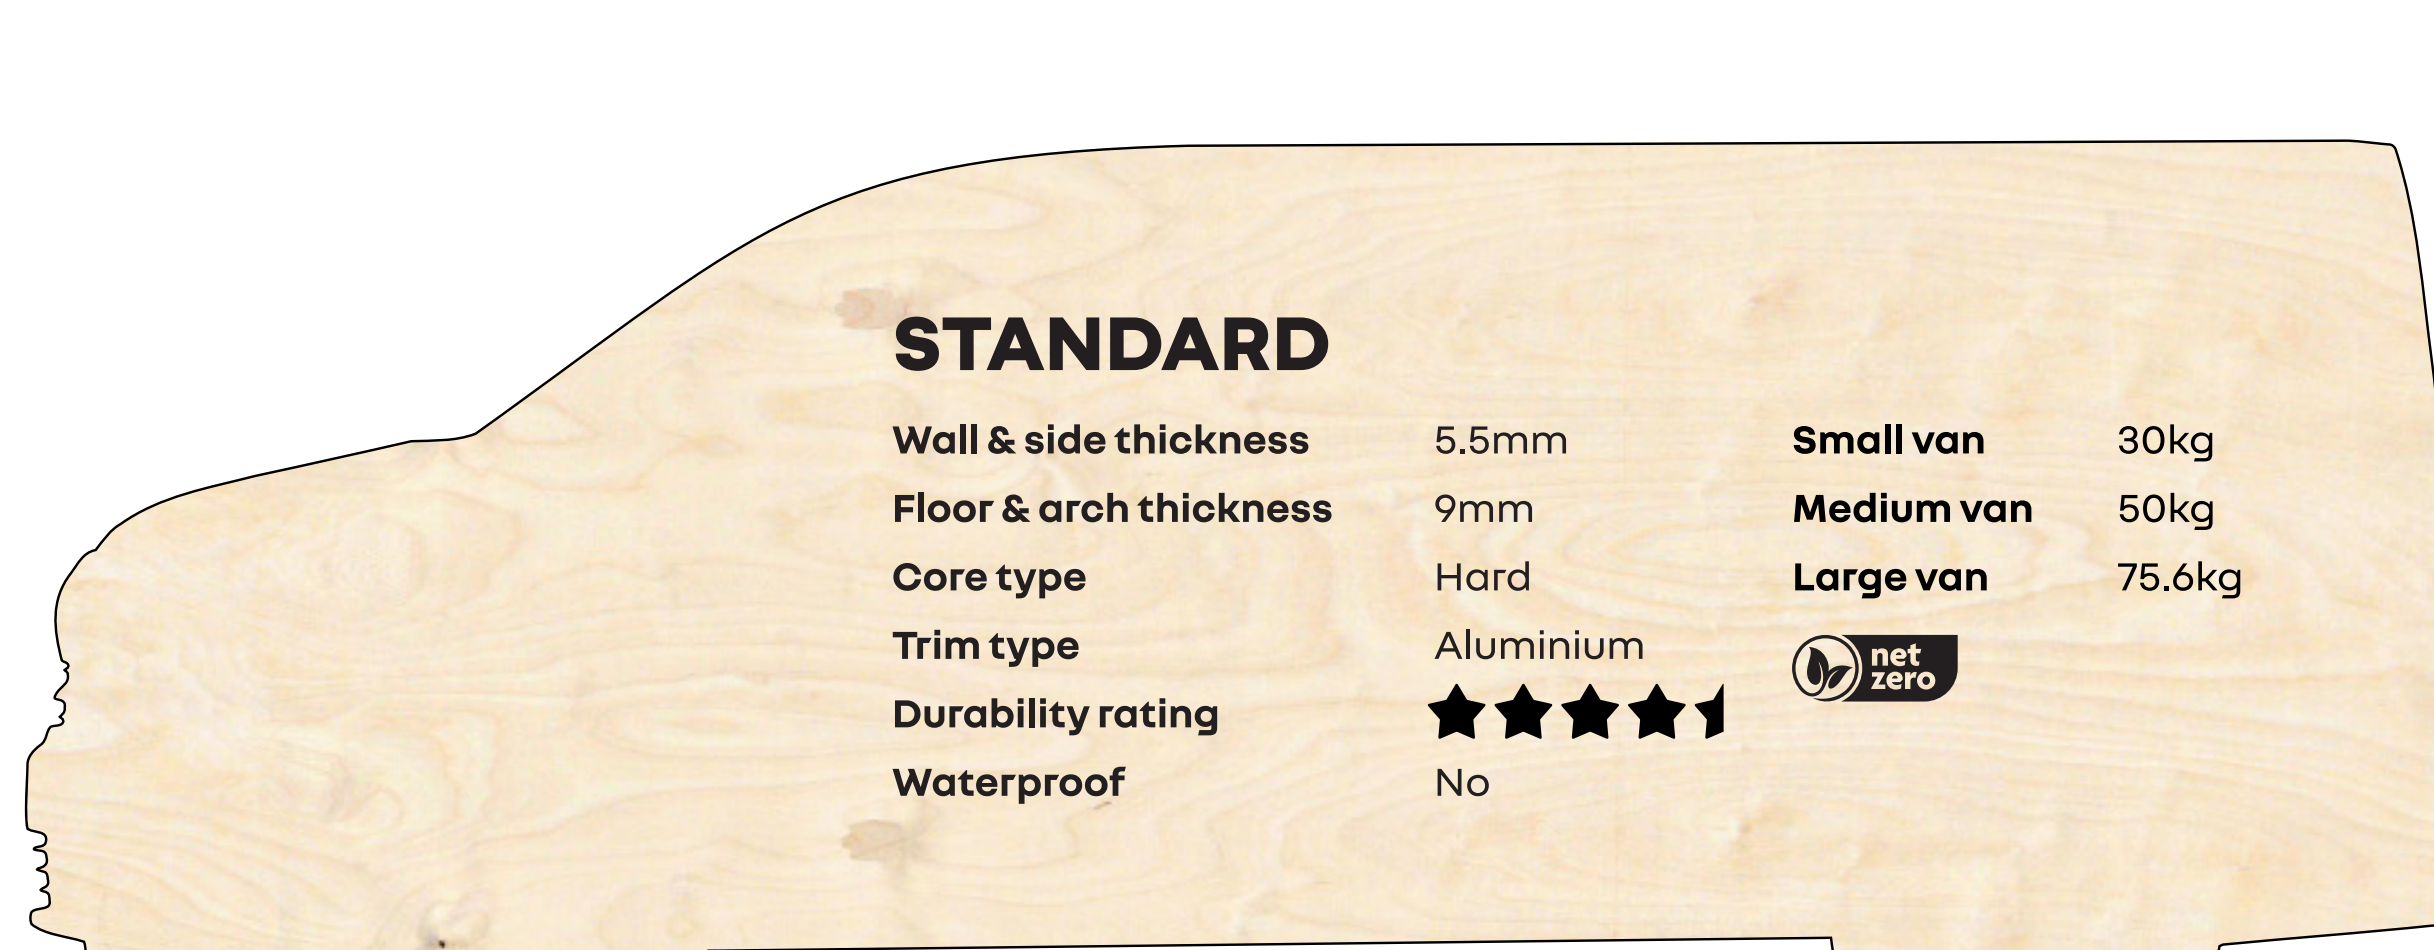 STANDARD
Wall & side thickness 5.5mm
Floor & arch thickness 9mm
Core type Hard
Trim type Aluminium
Durability rating
Waterproof No
Small van 30kg
Medium van 50kg
Large van 75.6kg
net
zero